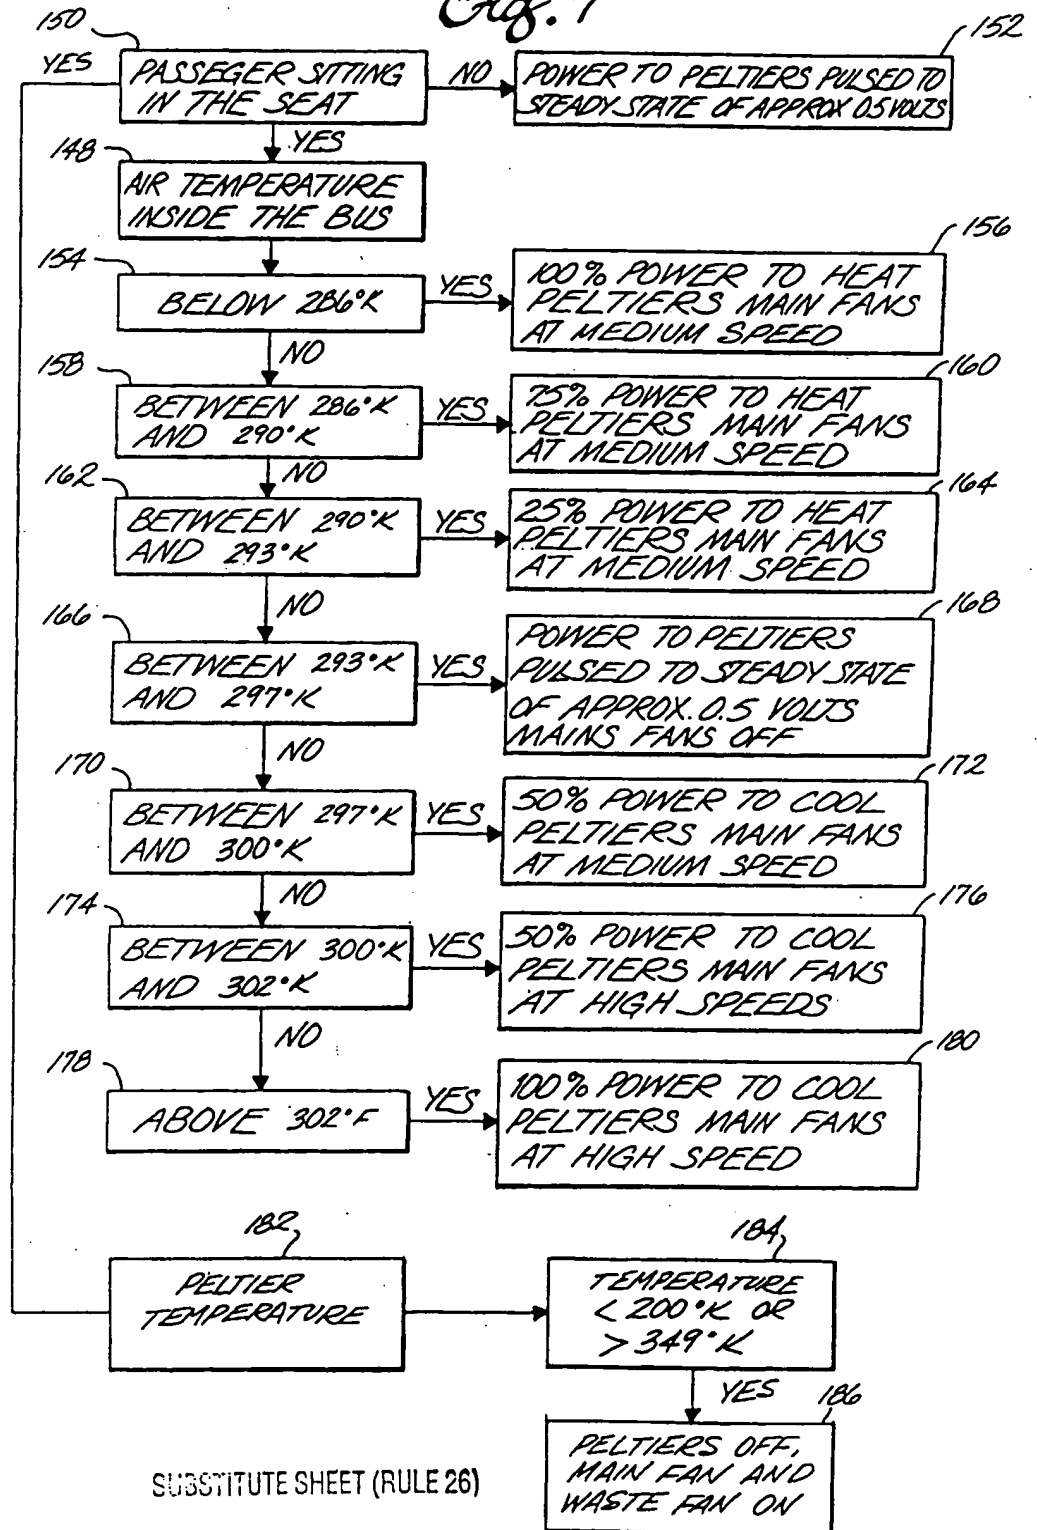 Fig. 7
150
152
YES
PASSEGER SITTING
IN THE SEAT
NO
POWER TO PELTIERS PULSED TO
STEADY STATE OF APPROX 0.5 VOLTS
YES
148
AIR TEMPERATURE
INSIDE THE BUS
154
156
BELOW 286°K
YES
100% POWER TO HEAT
PELTIERS MAIN FANS
AT MEDIUM SPEED
NO
158
160
BETWEEN 286°K
AND 290°K
YES
75% POWER TO HEAT
PELTIERS MAIN FANS
AT MEDIUM SPEED
NO
162
164
BETWEEN 290°K
AND 293°K
YES
25% POWER TO HEAT
PELTIERS MAIN FANS
AT MEDIUM SPEED
NO
166
168
BETWEEN 293°K
AND 297°K
YES
POWER TO PELTIERS
PULSED TO STEADY STATE
OF APPROX. 0.5 VOLTS
MAINS FANS OFF
NO
170
172
BETWEEN 297°K
AND 300°K
YES
50% POWER TO COOL
PELTIERS MAIN FANS
AT MEDIUM SPEED
NO
174
176
BETWEEN 300°K
AND 302°K
YES
50% POWER TO COOL
PELTIERS MAIN FANS
AT HIGH SPEEDS
NO
178
180
ABOVE 302°F
YES
100% POWER TO COOL
PELTIERS MAIN FANS
AT HIGH SPEED
182
184
PELTIER
TEMPERATURE
TEMPERATURE
< 200°K OR
> 349°K
YES
186
PELTIERS OFF,
MAIN FAN AND
WASTE FAN ON
SUBSTITUTE SHEET (RULE 26)